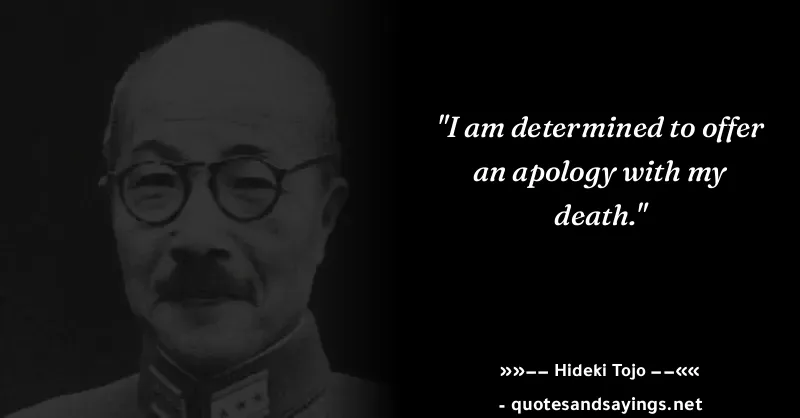 "I am determined to offer
an apology with my
death."
»»–– Hideki Tojo ––««
- quotesandsayings.net